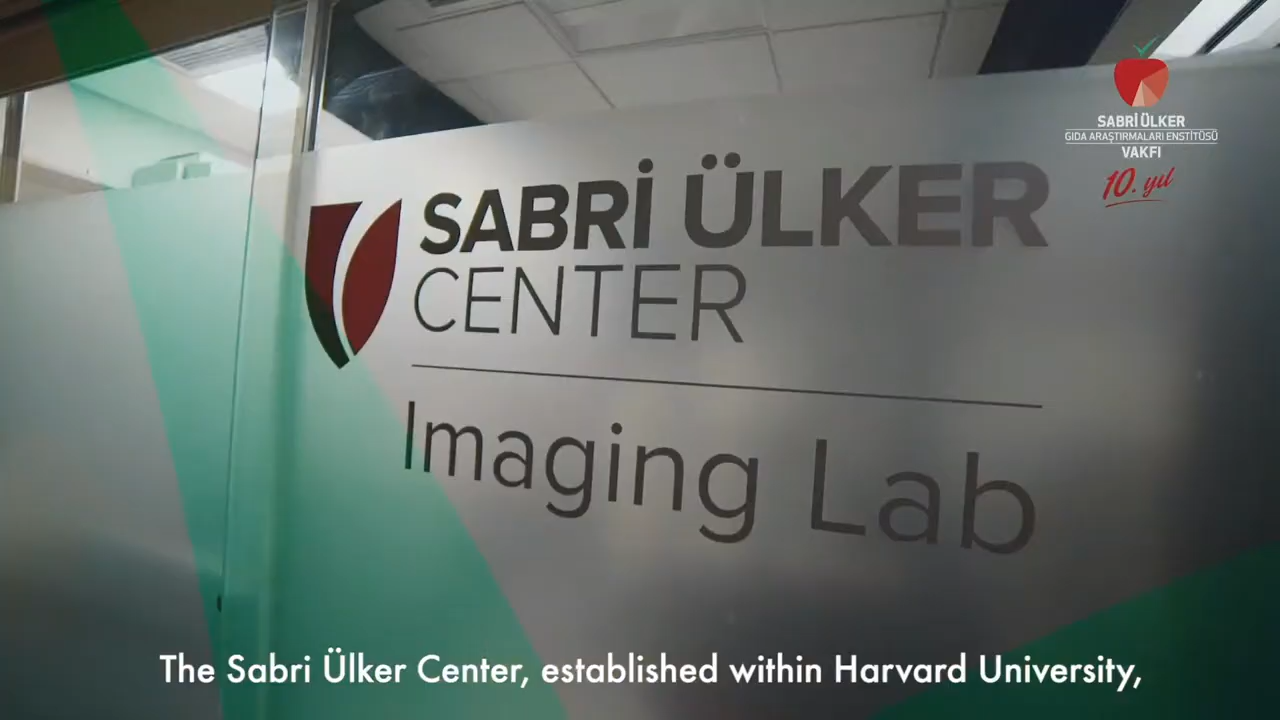 SABRİ ÜLKER
GIDA ARAŞTIRMALARI ENSTİTÜSÜ
VAKFI
10. yıl
SABRİ ÜLKER
CENTER
Imaging Lab
The Sabri Ülker Center, established within Harvard University,